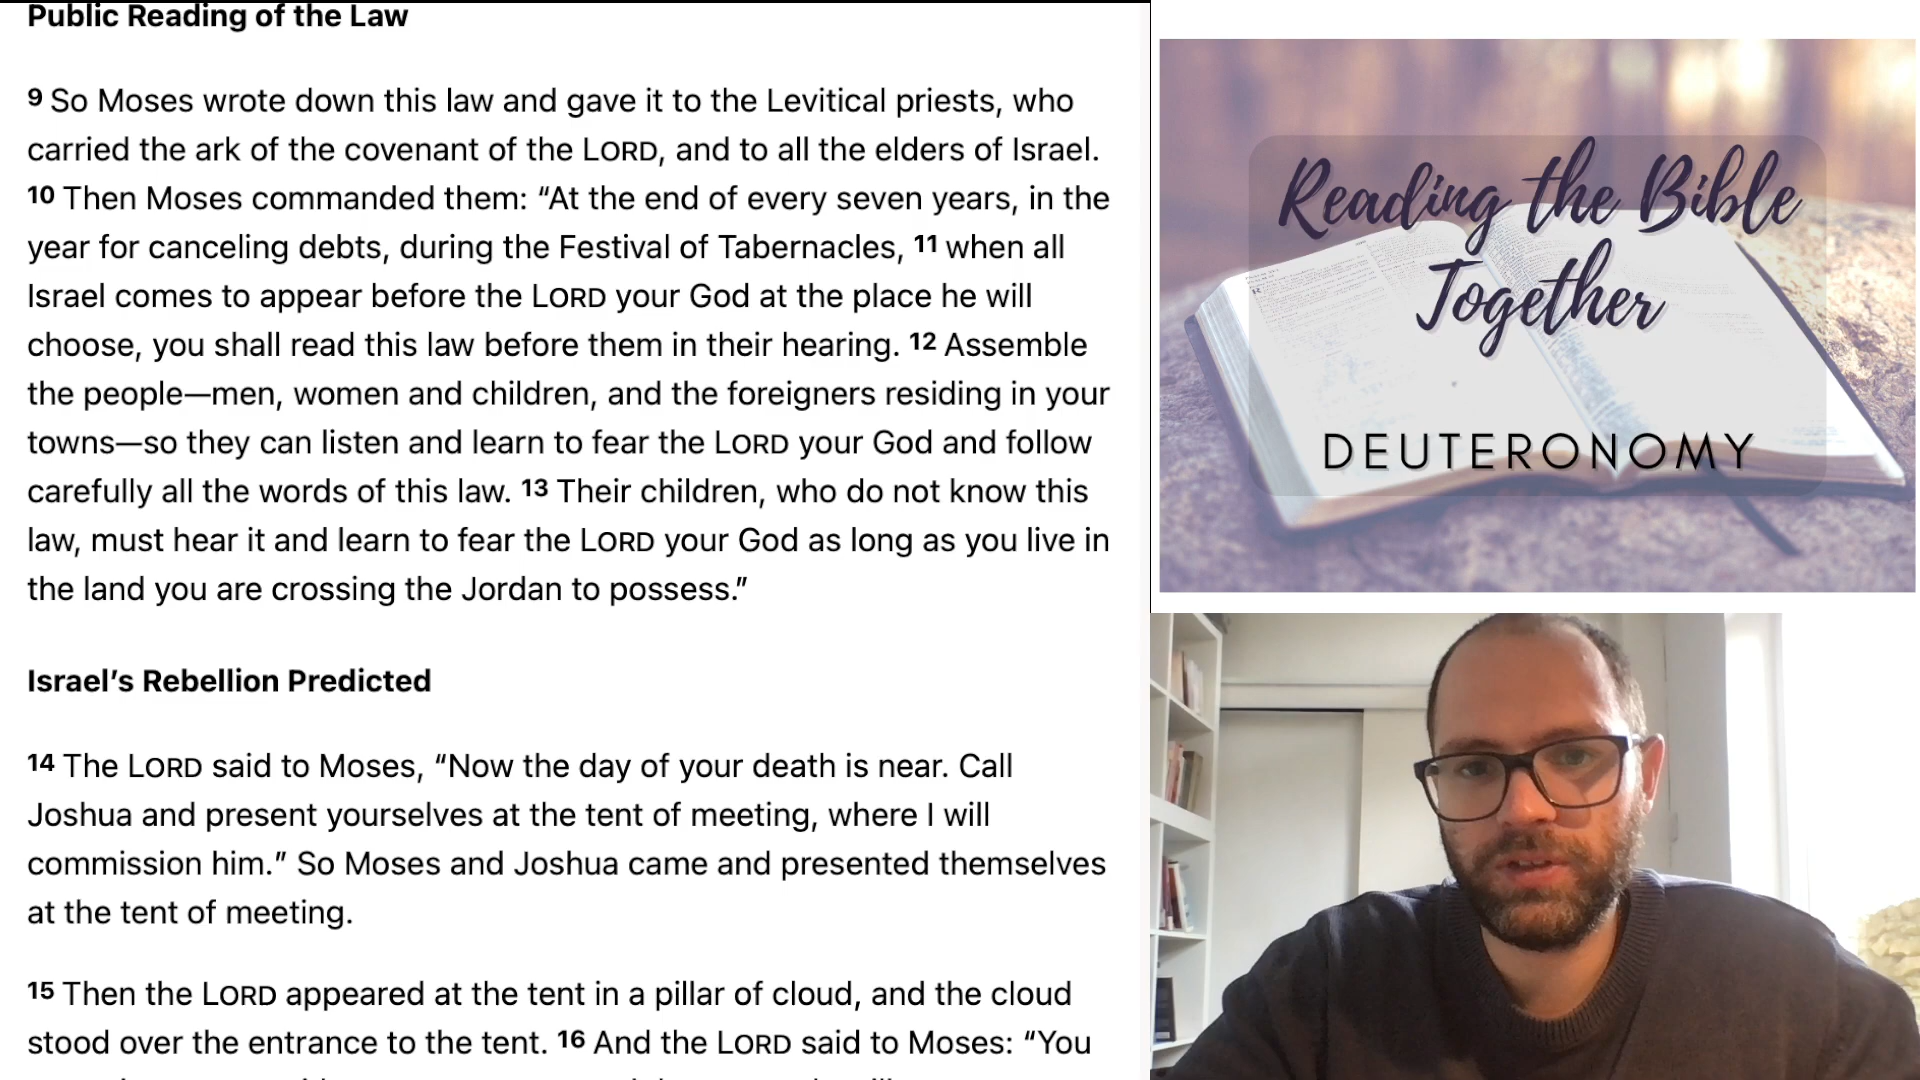 Public Reading of the Law
9 So Moses wrote down this law and gave it to the Levitical priests, who
carried the ark of the covenant of the LORD, and to all the elders of Israel.
10 Then Moses commanded them: “At the end of every seven years, in the
year for canceling debts, during the Festival of Tabernacles, 11 when all
Israel comes to appear before the LORD your God at the place he will
choose, you shall read this law before them in their hearing. 12 Assemble
the people—men, women and children, and the foreigners residing in your
towns—so they can listen and learn to fear the LORD your God and follow
carefully all the words of this law. 13 Their children, who do not know this
law, must hear it and learn to fear the LORD your God as long as you live in
the land you are crossing the Jordan to possess.”
Israel’s Rebellion Predicted
14 The LORD said to Moses, “Now the day of your death is near. Call
Joshua and present yourselves at the tent of meeting, where I will
commission him.” So Moses and Joshua came and presented themselves
at the tent of meeting.
15 Then the LORD appeared at the tent in a pillar of cloud, and the cloud
stood over the entrance to the tent. 16 And the LORD said to Moses: “You
Reading the Bible
Together
DEUTERONOMY